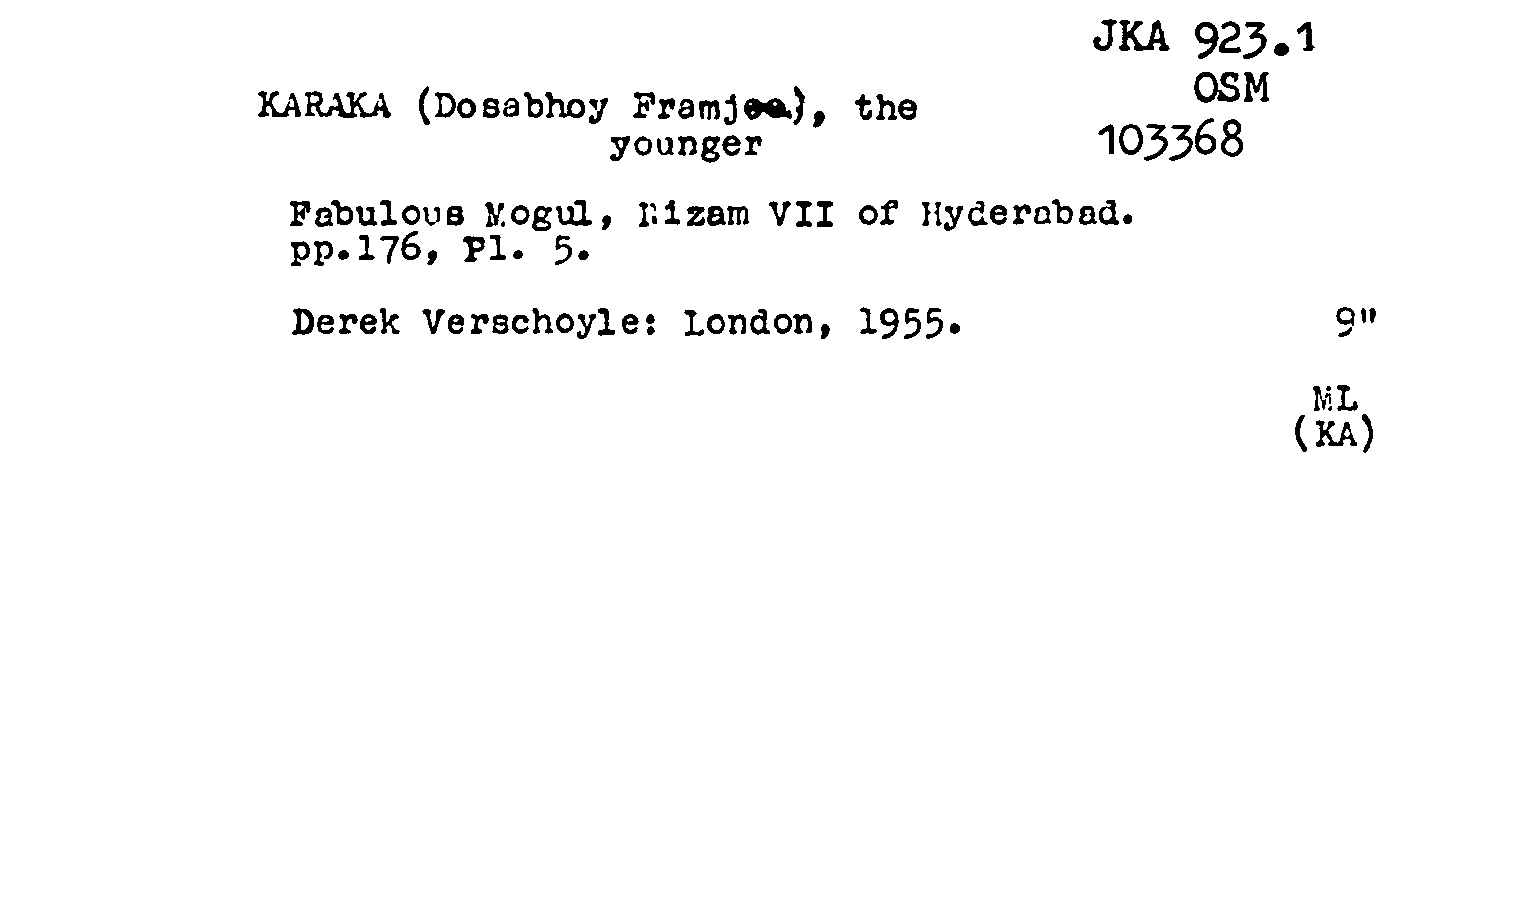 JKA 923.1
OSM
KARAKA (Dosabhoy Framjee), the
younger
103368
Fabulous Mogul, Nizam VII of Hyderabad.
pp.176, Pl. 5.
Derek Verschoyle: London, 1955. 9"
ML
(KA)